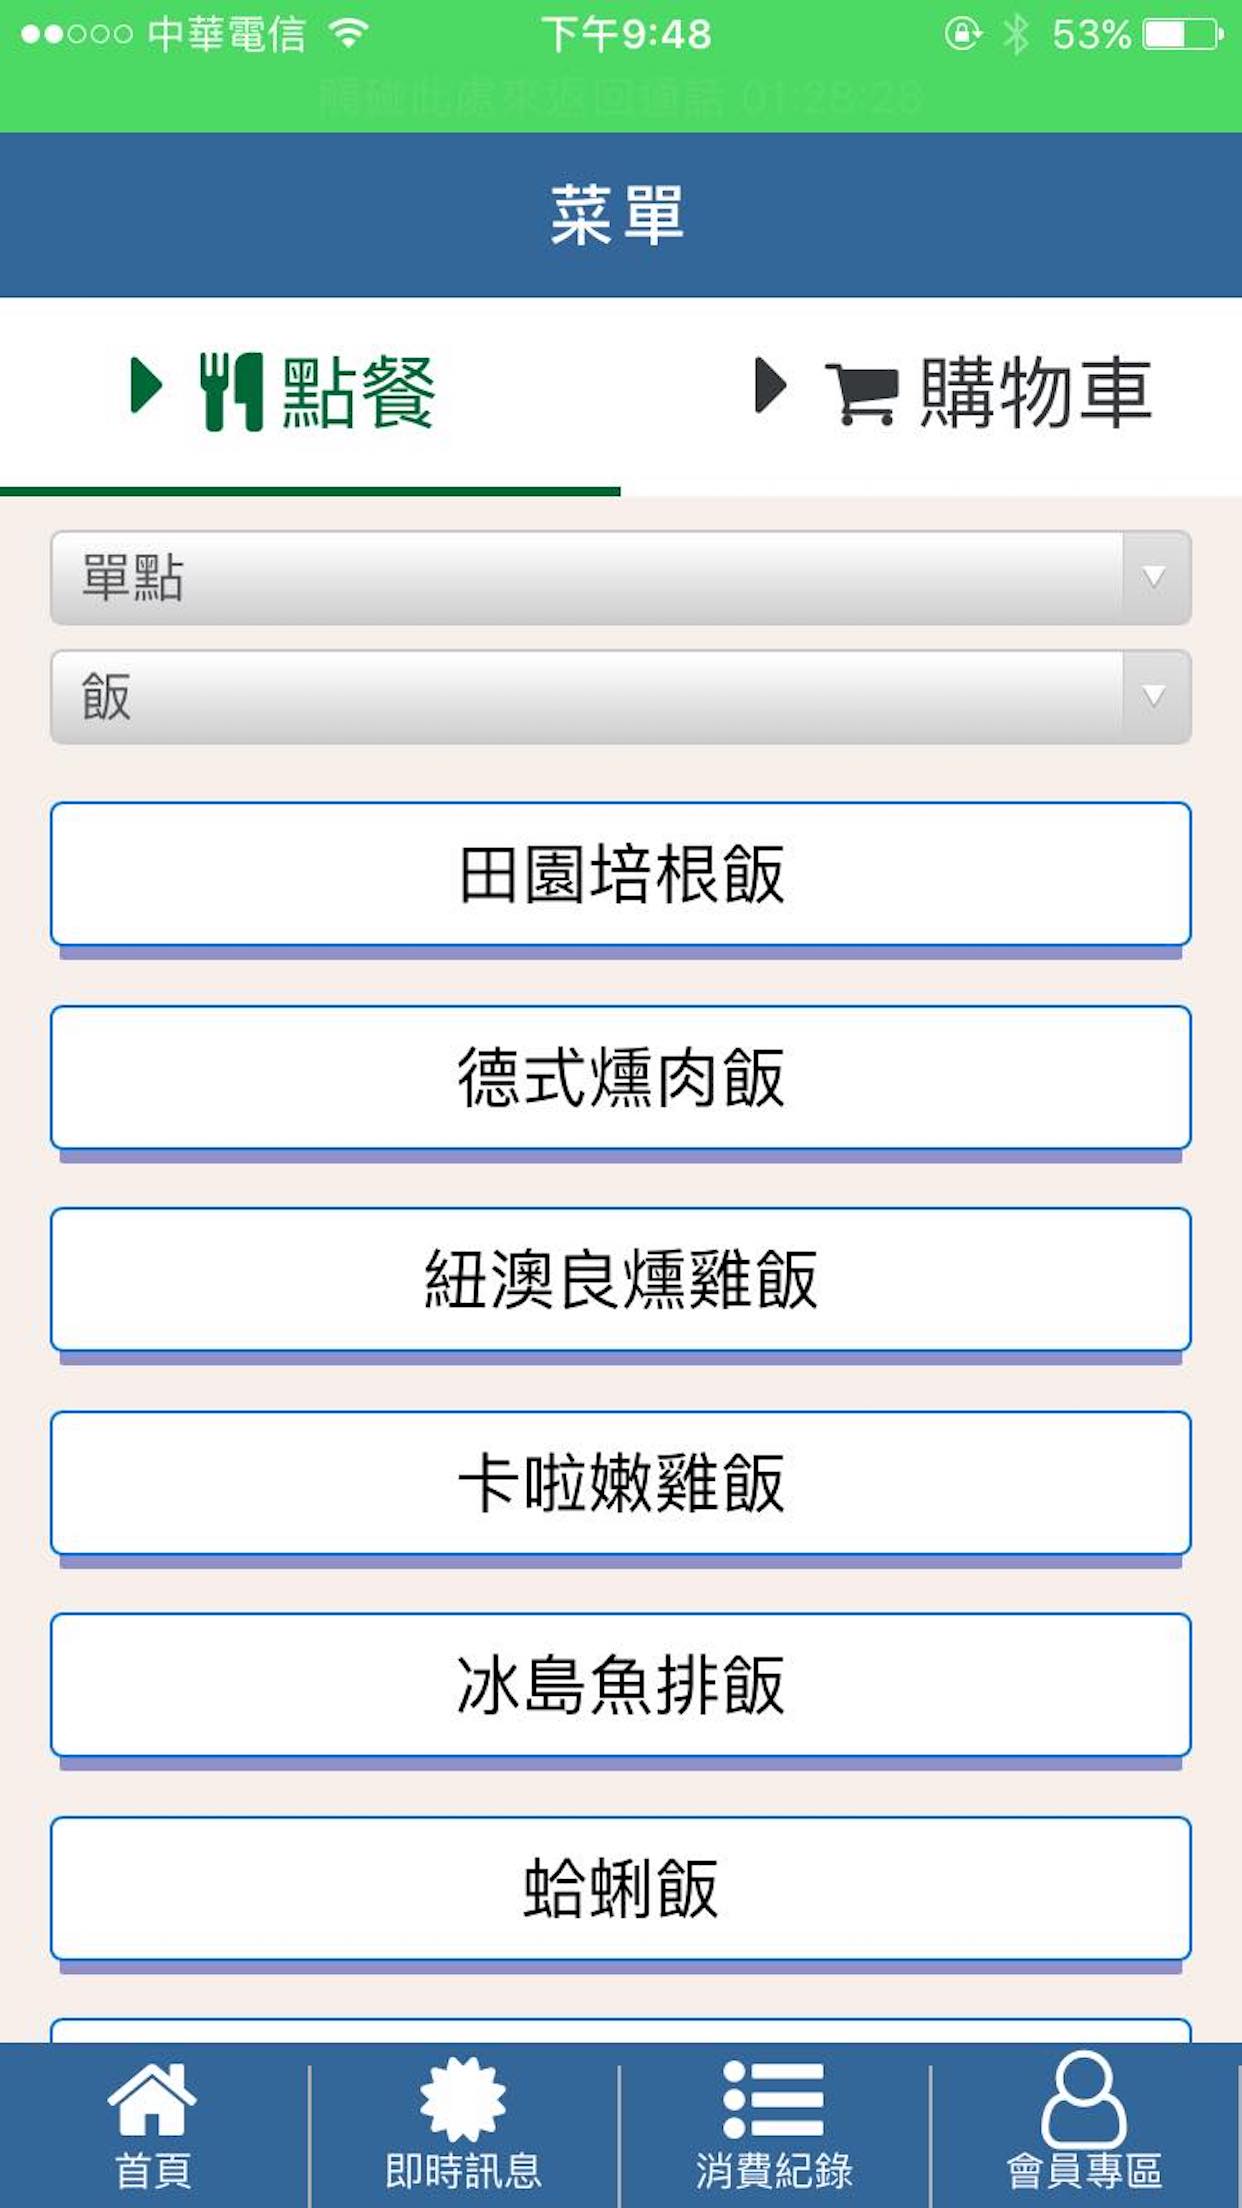 中華電信 下午9:48 53%
觸碰此處來返回通話 01:28:28
菜單
點餐 購物車
單點
飯
田園培根飯
德式燻肉飯
紐澳良燻雞飯
卡啦嫩雞飯
冰島魚排飯
蛤蜊飯
首頁 即時訊息 消費紀錄 會員專區